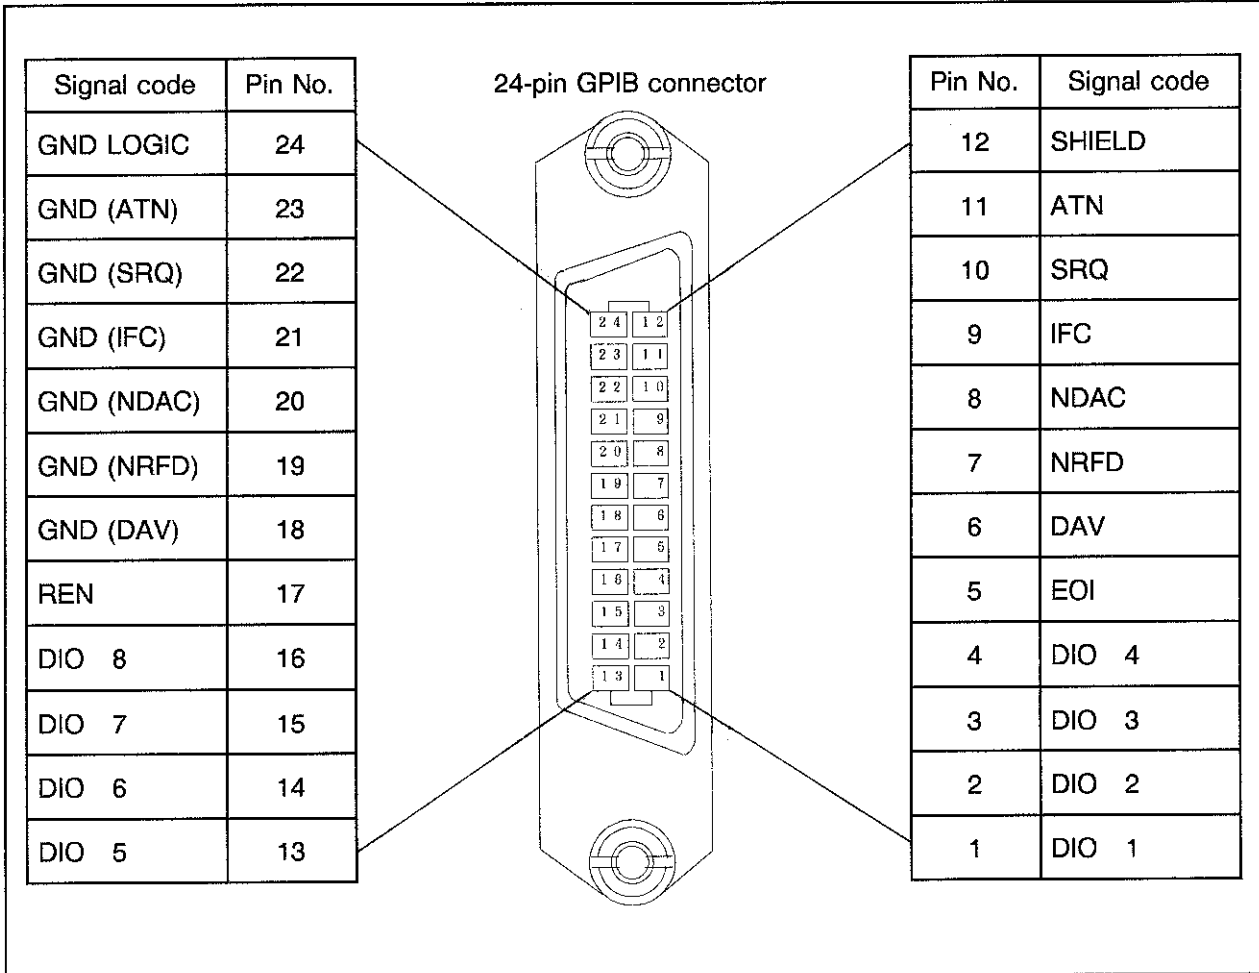 24-pin GPIB connector
Signal code Pin No.
GND LOGIC 24
GND (ATN) 23
GND (SRQ) 22
GND (IFC) 21
GND (NDAC) 20
GND (NRFD) 19
GND (DAV) 18
REN 17
DIO 8 16
DIO 7 15
DIO 6 14
DIO 5 13
24 12
23 11
22 10
21 9
20 8
19 7
18 6
17 5
16 4
15 3
14 2
13 1
Pin No. Signal code
12 SHIELD
11 ATN
10 SRQ
9 IFC
8 NDAC
7 NRFD
6 DAV
5 EOI
4 DIO 4
3 DIO 3
2 DIO 2
1 DIO 1